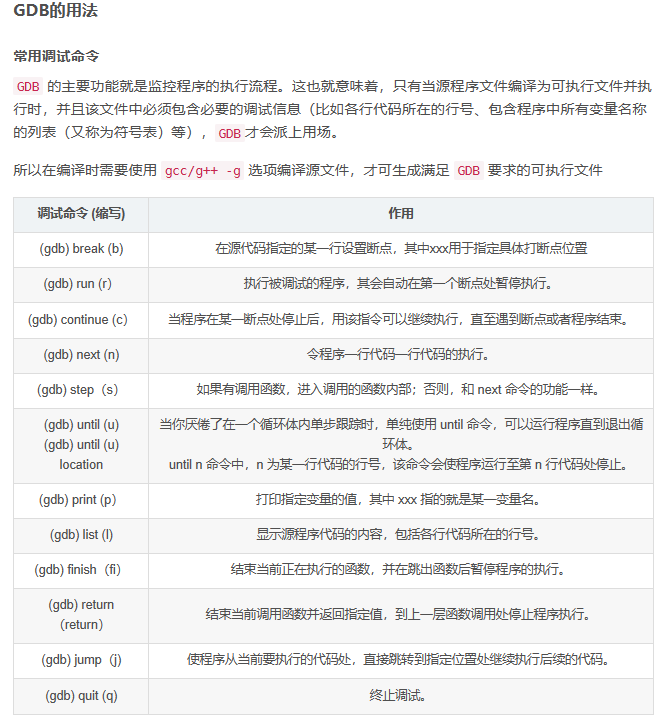 GDB的用法
常用调试命令
GDB 的主要功能就是监控程序的执行流程。这也就意味着，只有当源程序文件编译为可执行文件并执
行时，并且该文件中必须包含必要的调试信息（比如各行代码所在的行号、包含程序中所有变量名称
的列表（又称为符号表）等），GDB才会派上用场。
所以在编译时需要使用 gcc/g++ -g 选项编译源文件，才可生成满足 GDB 要求的可执行文件
调试命令 (缩写) 作用
(gdb) break (b) 在源代码指定的某一行设置断点，其中xxx用于指定具体打断点位置
(gdb) run (r） 执行被调试的程序，其会自动在第一个断点处暂停执行。
(gdb) continue (c） 当程序在某一断点处停止后，用该指令可以继续执行，直至遇到断点或者程序结束。
(gdb) next (n) 令程序一行代码一行代码的执行。
(gdb) step（s） 如果有调用函数，进入调用的函数内部；否则，和 next 命令的功能一样。
(gdb) until (u)
(gdb) until (u)
location
当你厌倦了在一个循环体内单步跟踪时，单纯使用 until 命令，可以运行程序直到退出循
环体。
until n 命令中，n 为某一行代码的行号，该命令会使程序运行至第 n 行代码处停止。
(gdb) print (p） 打印指定变量的值，其中 xxx 指的就是某一变量名。
(gdb) list (l) 显示源程序代码的内容，包括各行代码所在的行号。
(gdb) finish（fi） 结束当前正在执行的函数，并在跳出函数后暂停程序的执行。
(gdb) return
（return）
结束当前调用函数并返回指定值，到上一层函数调用处停止程序执行。
(gdb) jump（j) 使程序从当前要执行的代码处，直接跳转到指定位置处继续执行后续的代码。
(gdb) quit (q) 终止调试。